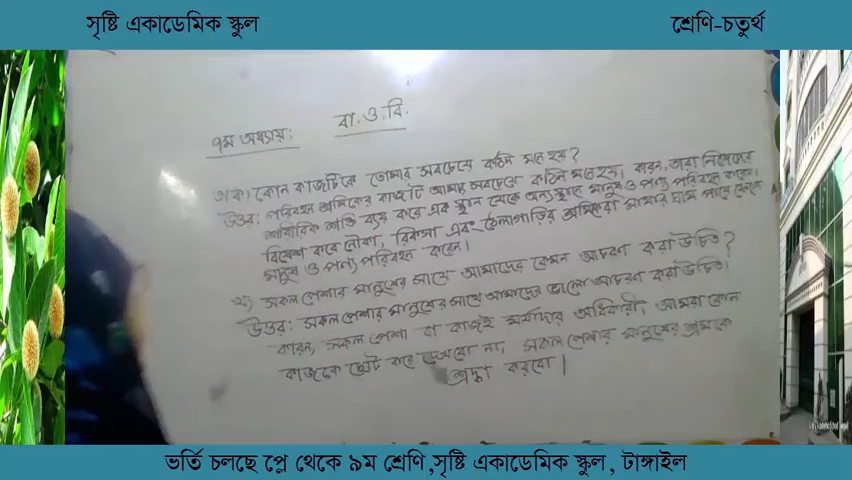 সৃষ্টি একাডেমিক স্কুল
শ্রেণি-চতুর্থ
৭ম অধ্যায়:
বা. ও. বি.
৩।ক) কোন কাজটিকে তোমার সবচেয়ে কঠিন মনে হয়?
উত্তর: পরিবহন শ্রমিকের কাজটি আমার সবচেয়ে কঠিন মনে হয়। কারন, তারা নিজেদের
শারীরিক শক্তি ব্যয় করে এক স্থান থেকে অন্যস্থানে মানুষ ও পণ্য পরিবহন করেন।
বিশেষ করে নৌকা, রিকসা এবং ঠেলাগাড়ির শ্রমিকেরা মাথার ঘাম পায়ে ফেলে
মানুষ ও পণ্য পরিবহন করেন।
খ) সকল পেশার মানুষের সাথে আমাদের কেমন আচরণ করা উচিত?
উত্তর: সকল পেশার মানুষের সাথে আমাদের ভালো আচরণ করা উচিত।
কারন, সকল পেশা বা কাজই মর্যাদার অধিকারী, আমরা কোন
কাজকে ছোট করে দেখবো না, সকল পেশার মানুষের শ্রমকে
শ্রদ্ধা করবো।
ভর্তি চলছে প্লে থেকে ৯ম শ্রেণি,সৃষ্টি একাডেমিক স্কুল, টাঙ্গাইল